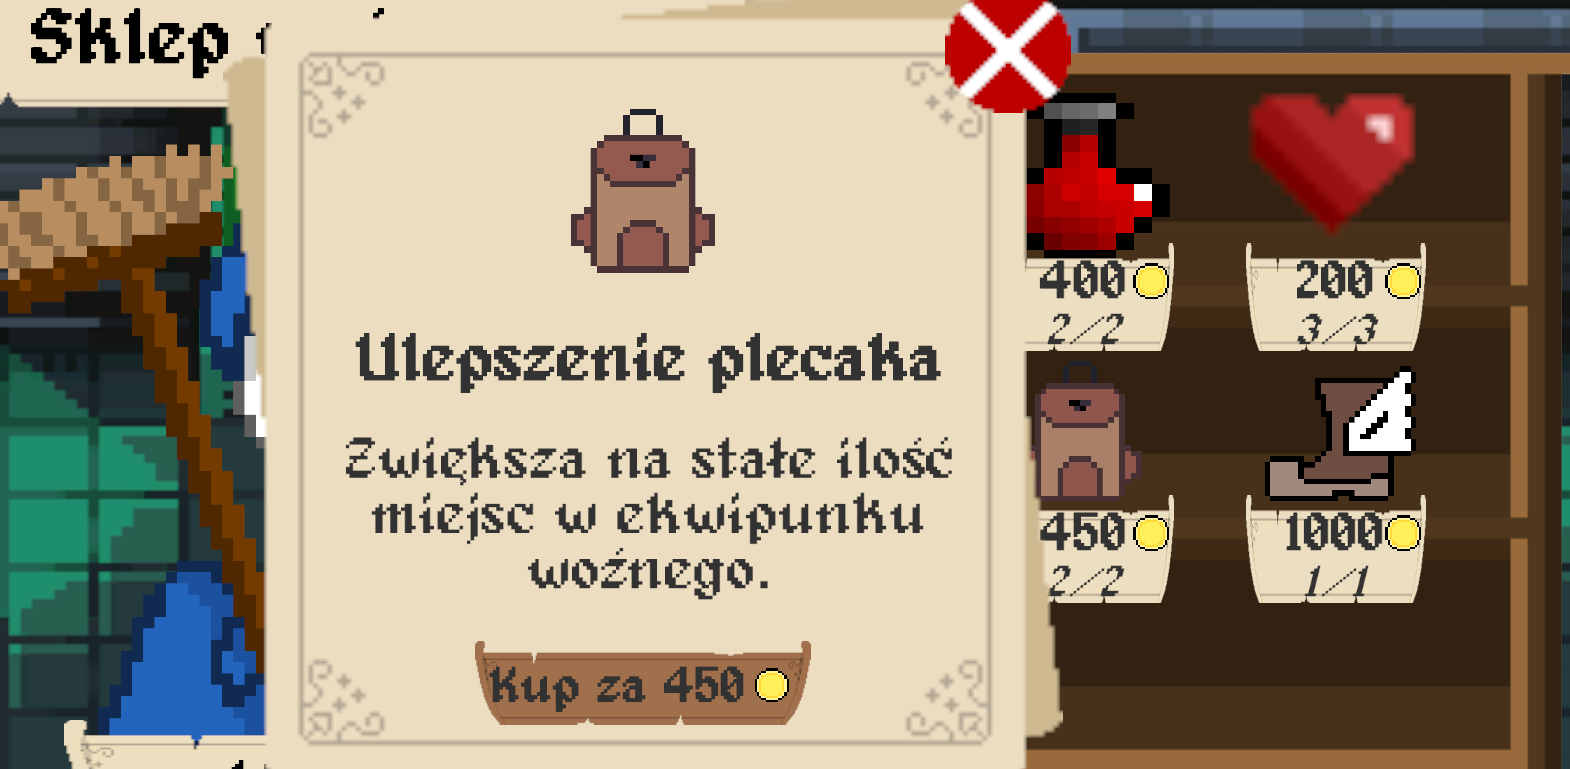 Sklep
Ulepszenie plecaka
Zwiększa na stałe ilość
miejsc w ekwipunku
woźnego.
Kup za 450
400
2/2
200
3/3
450
2/2
1000
1/1